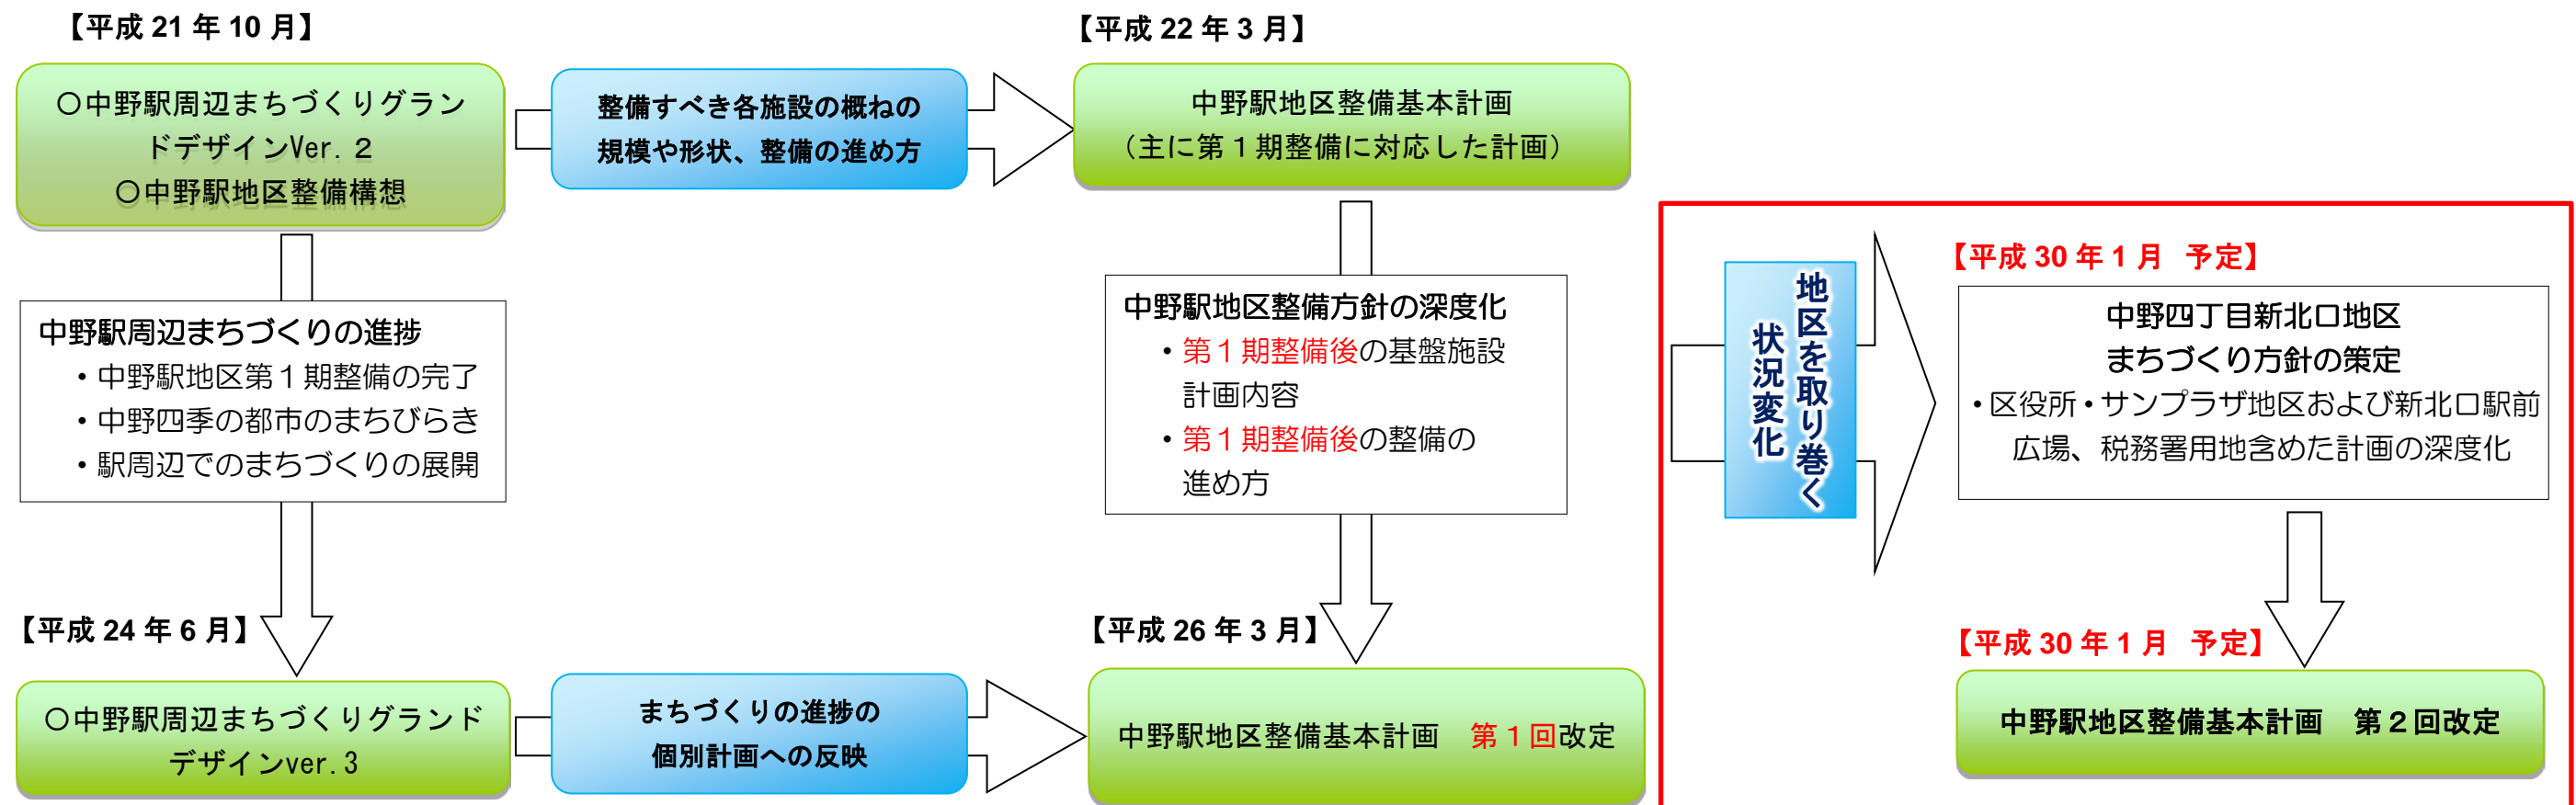 【平成 21 年 10 月】
〇中野駅周辺まちづくりグラン
ドデザインVer．２
〇中野駅地区整備構想
整備すべき各施設の概ねの
規模や形状、整備の進め方
【平成 22 年 3 月】
中野駅地区整備基本計画
（主に第１期整備に対応した計画）
中野駅周辺まちづくりの進捗
・中野駅地区第１期整備の完了
・中野四季の都市のまちびらき
・駅周辺でのまちづくりの展開
中野駅地区整備方針の深度化
・第１期整備後の基盤施設
計画内容
・第１期整備後の整備の
進め方
【平成 24 年 6 月】
〇中野駅周辺まちづくりグランド
デザインver.3
まちづくりの進捗の
個別計画への反映
【平成 26 年 3 月】
中野駅地区整備基本計画　第１回改定
地区を取り巻く
状況変化
【平成 30 年 1 月　予定】
中野四丁目新北口地区
まちづくり方針の策定
・区役所・サンプラザ地区および新北口駅前
広場、税務署用地含めた計画の深度化
【平成 30 年 1 月　予定】
中野駅地区整備基本計画　第２回改定